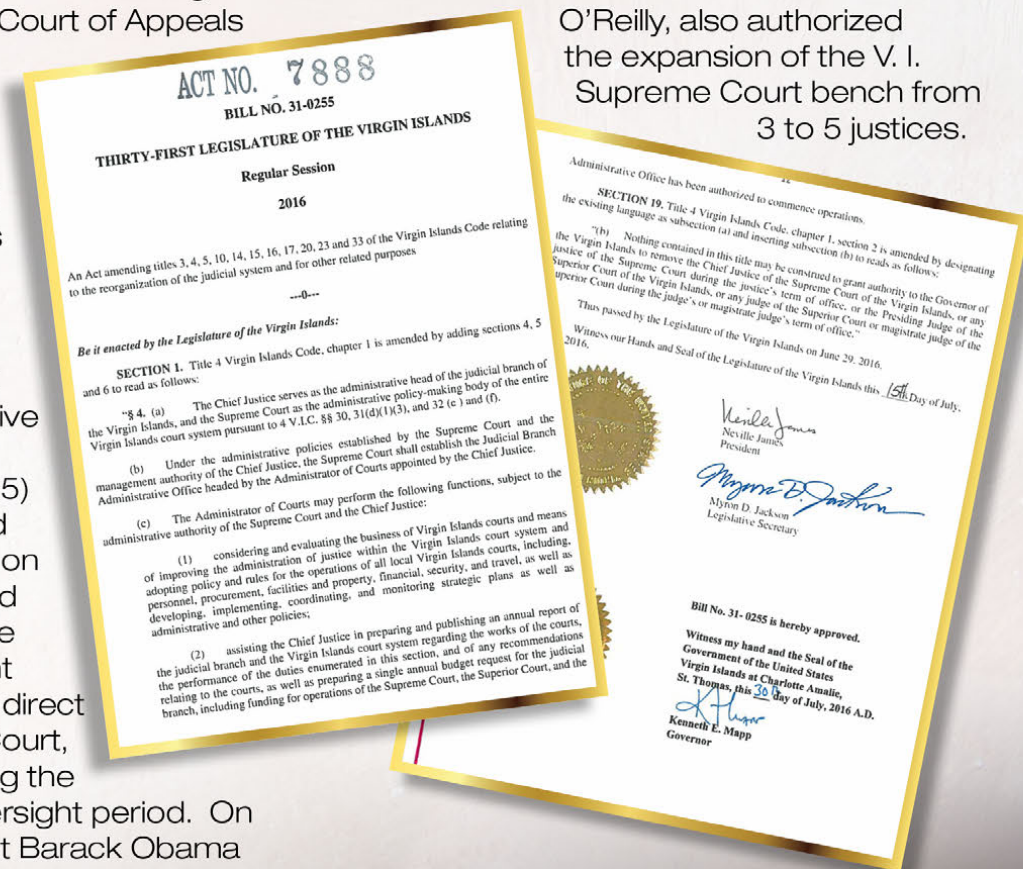 Court of Appeals
s
ive
5)
d
on
d
e
t
direct
Court,
g the
ersight period. On
t Barack Obama
O'Reilly, also authorized
the expansion of the V. I.
Supreme Court bench from
3 to 5 justices.
ACT NO. 7888
BILL NO. 31-0255
THIRTY-FIRST LEGISLATURE OF THE VIRGIN ISLANDS
Regular Session
2016
An Act amending titles 3, 4, 5, 10, 14, 15, 16, 17, 20, 23 and 33 of the Virgin Islands Code relating
to the reorganization of the judicial system and for other related purposes
---0---
Be it enacted by the Legislature of the Virgin Islands:
SECTION 1. Title 4 Virgin Islands Code, chapter 1 is amended by adding sections 4, 5
and 6 to read as follows:
"§ 4. (a) The Chief Justice serves as the administrative head of the judicial branch of
the Virgin Islands, and the Supreme Court as the administrative policy-making body of the entire
Virgin Islands court system pursuant to 4 V.I.C. §§ 30, 31(d)(1)(3), and 32 (e ) and (f).
(b) Under the administrative policies established by the Supreme Court and the
management authority of the Chief Justice, the Supreme Court shall establish the Judicial Branch
Administrative Office headed by the Administrator of Courts appointed by the Chief Justice.
(c) The Administrator of Courts may perform the following functions, subject to the
administrative authority of the Supreme Court and the Chief Justice:
(1) considering and evaluating the business of Virgin Islands courts and means
of improving the administration of justice within the Virgin Islands court system and
adopting policy and rules for the operations of all local Virgin Islands courts, including,
personnel, procurement, facilities and property, financial, security, and travel, as well as
developing, implementing, coordinating, and monitoring strategic plans as well as
administrative and other policies;
(2) assisting the Chief Justice in preparing and publishing an annual report of
the judicial branch and the Virgin Islands court system regarding the works of the courts,
the performance of the duties enumerated in this section, and of any recommendations
relating to the courts, as well as preparing a single annual budget request for the judicial
branch, including funding for operations of the Supreme Court, the Superior Court, and the
Administrative Office has been authorized to commence operations.
SECTION 19. Title 4 Virgin Islands Code, chapter 1, section 2 is amended by designating
the existing language as subsection (a) and inserting subsection (b) to reads as follows:
"(b) Nothing contained in this title may be construed to grant authority to the Governor of
the Virgin Islands to remove the Chief Justice of the Supreme Court of the Virgin Islands, or any
justice of the Supreme Court during the justice's term of office, or the Presiding Judge of the
Superior Court of the Virgin Islands, or any judge of the Superior Court or magistrate judge of the
uperior Court during the judge's or magistrate judge's term of office."
Thus passed by the Legislature of the Virgin Islands on June 29, 2016.
Witness our Hands and Seal of the Legislature of the Virgin Islands this 15th Day of July,
2016.
Neville James
Neville James
President
Myron D. Jackson
Myron D. Jackson
Legislative Secretary
Bill No. 31- 0255 is hereby approved.
Witness my hand and the Seal of the
Government of the United States
Virgin Islands at Charlotte Amalie,
St. Thomas, this 30th day of July, 2016 A.D.
Kenneth E. Mapp
Governor